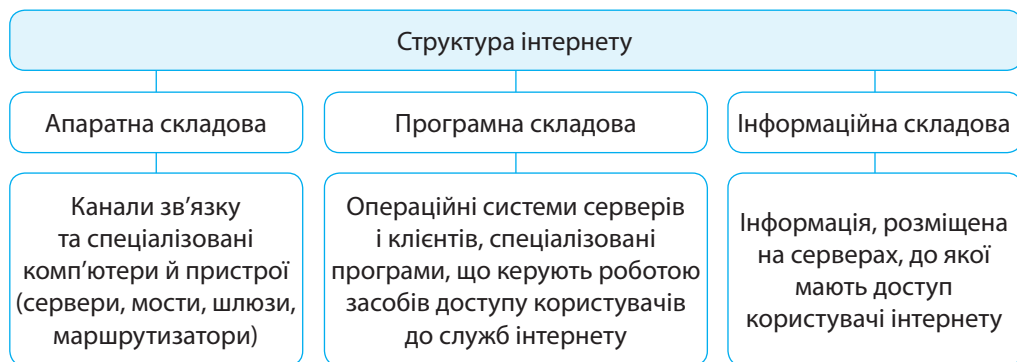 Структура інтернету
Апаратна складова
Програмна складова
Інформаційна складова
Канали зв’язку
та спеціалізовані
комп’ютери й пристрої
(сервери, мости, шлюзи,
маршрутизатори)
Операційні системи серверів
і клієнтів, спеціалізовані
програми, що керують роботою
засобів доступу користувачів
до служб інтернету
Інформація, розміщена
на серверах, до якої
мають доступ
користувачі інтернету